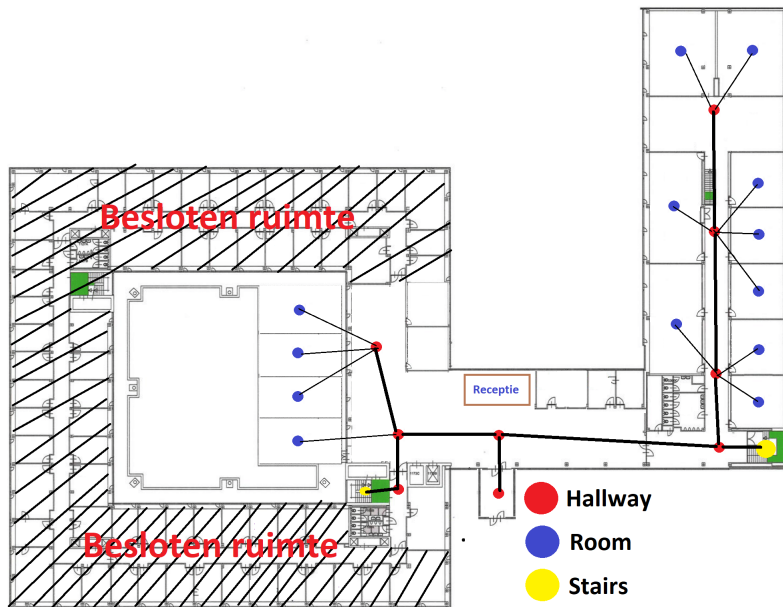 Besloten ruimte
Receptie
Hallway
Besloten ruimte
Room
Stairs